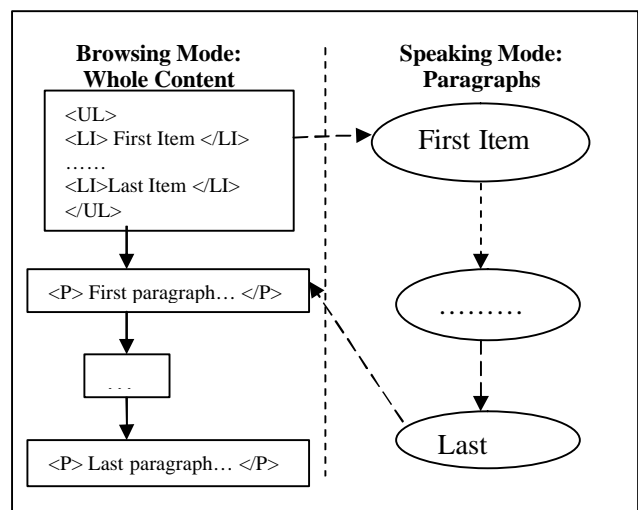 Browsing Mode:
Whole Content
<UL>
<LI> First Item </LI>
……
<LI>Last Item </LI>
</UL>
<P> First paragraph… </P>
...
<P> Last paragraph… </P>
Speaking Mode:
Paragraphs
First Item
………
Last